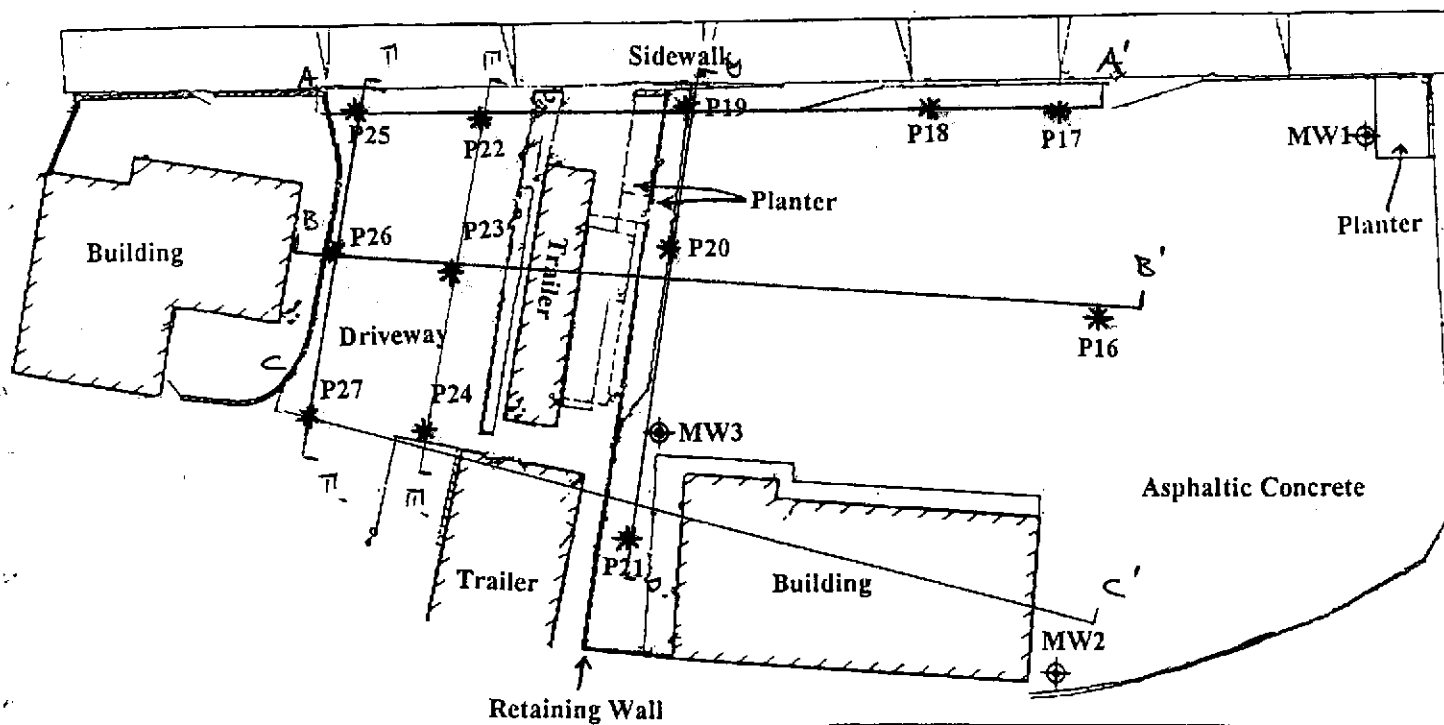 Sidewalk
A
A'
P25
P22
P19
P18
P17
MW1
Planter
Planter
B
P26
P23
P20
Building
Trailer
B'
Driveway
P16
C
P27
P24
MW3
Asphaltic Concrete
P21
Trailer
Building
C'
MW2
Retaining Wall